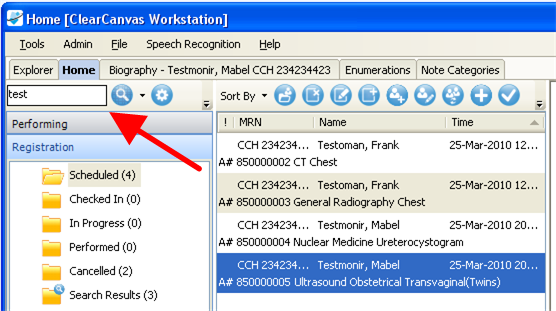 Home [ClearCanvas Workstation]
Tools Admin File Speech Recognition Help
Explorer Home Biography - Testmonir, Mabel CCH 234234423 Enumerations Note Categories
test Sort By
Performing
Registration
Scheduled (4)
Checked In (0)
In Progress (0)
Performed (0)
Cancelled (2)
Search Results (3)
! MRN Name Time
CCH 234234... Testoman, Frank 25-Mar-2010 12...
A# 850000002 CT Chest
CCH 234234... Testoman, Frank 25-Mar-2010 12...
A# 850000003 General Radiography Chest
CCH 234234... Testmonir, Mabel 25-Mar-2010 20...
A# 850000004 Nuclear Medicine Ureterocystogram
CCH 234234... Testmonir, Mabel 25-Mar-2010 20...
A# 850000005 Ultrasound Obstetrical Transvaginal(Twins)